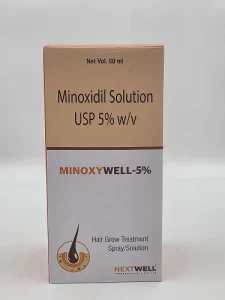 Net Vol. 60 ml
Minoxidil Solution
USP 5% w/v
MINOXYWELL-5%
Hair Grow Treatment
Spray/Solution
NEXTWELL